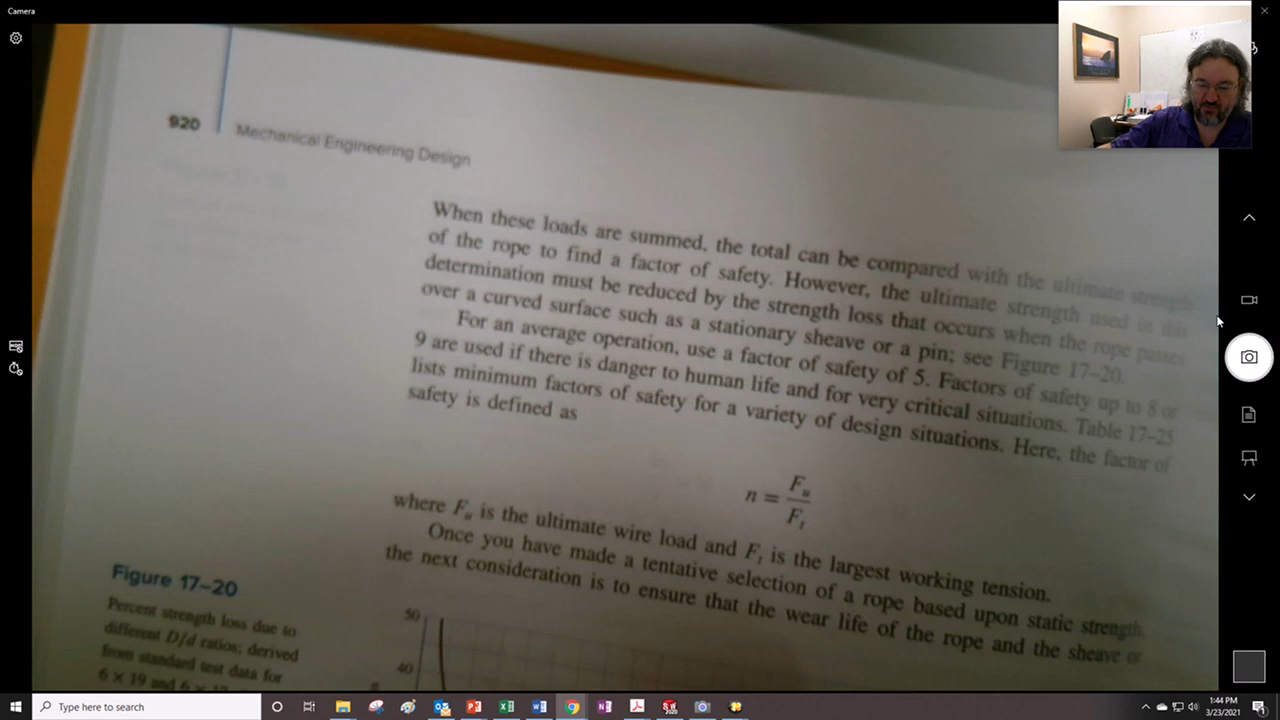 Camera
920 Mechanical Engineering Design
When these loads are summed, the total can be compared with the ultimate strength
of the rope to find a factor of safety. However, the ultimate strength used in this
determination must be reduced by the strength loss that occurs when the rope passes
over a curved surface such as a stationary sheave or a pin; see Figure 17–20.
For an average operation, use a factor of safety of 5. Factors of safety up to 8 or
9 are used if there is danger to human life and for very critical situations. Table 17–25
lists minimum factors of safety for a variety of design situations. Here, the factor of
safety is defined as
n = F_u / F_t
where F_u is the ultimate wire load and F_t is the largest working tension.
Once you have made a tentative selection of a rope based upon static strength,
the next consideration is to ensure that the wear life of the rope and the sheave or
Figure 17–20
Percent strength loss due to
different D/d ratios; derived
from standard test data for
6 × 19 and 6 ×
50
40
Type here to search
1:44 PM
3/23/2021